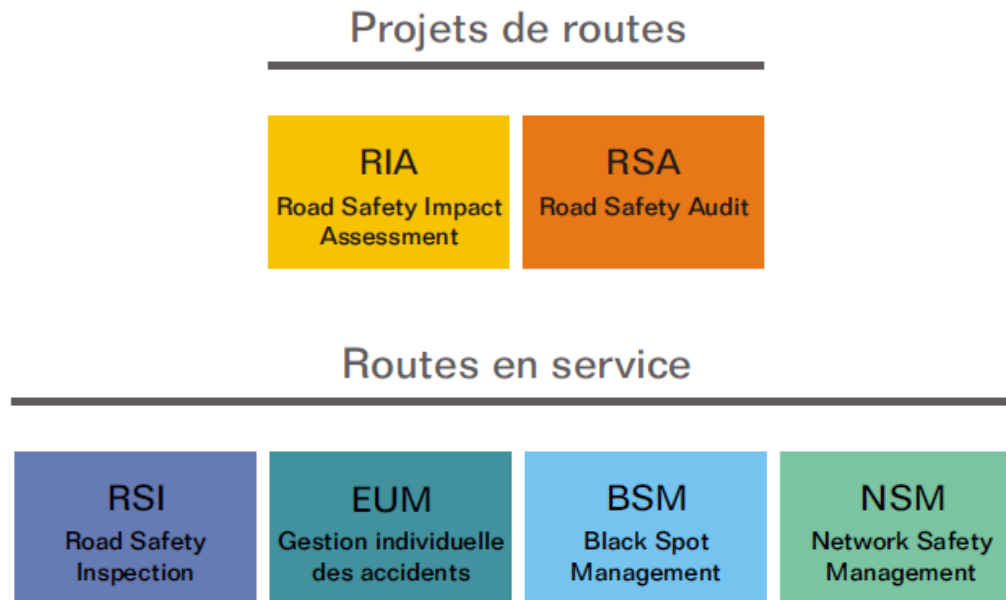 Projets de routes
RIA
Road Safety Impact
Assessment
RSA
Road Safety Audit
Routes en service
RSI
Road Safety
Inspection
EUM
Gestion individuelle
des accidents
BSM
Black Spot
Management
NSM
Network Safety
Management